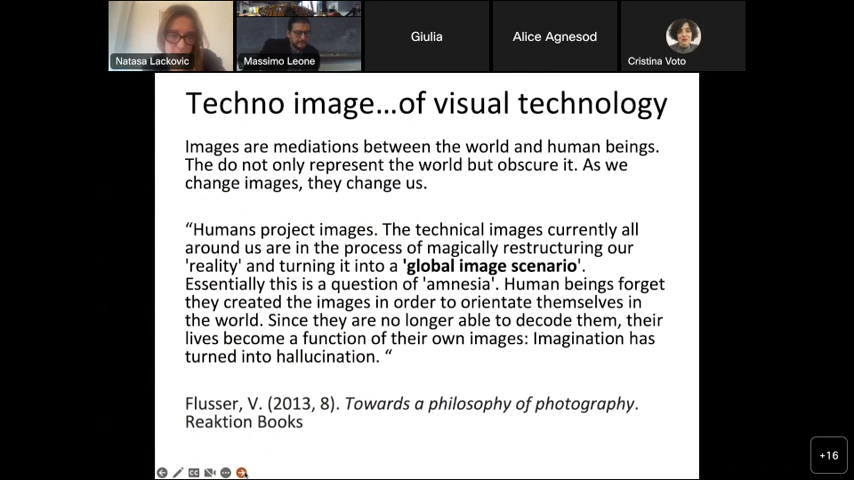 Natasa Lackovic
Massimo Leone
Giulia
Alice Agnesod
Cristina Voto
Techno image...of visual technology
Images are mediations between the world and human beings.
The do not only represent the world but obscure it. As we
change images, they change us.
“Humans project images. The technical images currently all
around us are in the process of magically restructuring our
'reality' and turning it into a 'global image scenario'.
Essentially this is a question of 'amnesia'. Human beings forget
they created the images in order to orientate themselves in
the world. Since they are no longer able to decode them, their
lives become a function of their own images: Imagination has
turned into hallucination. “
Flusser, V. (2013, 8). Towards a philosophy of photography.
Reaktion Books
CC
+16